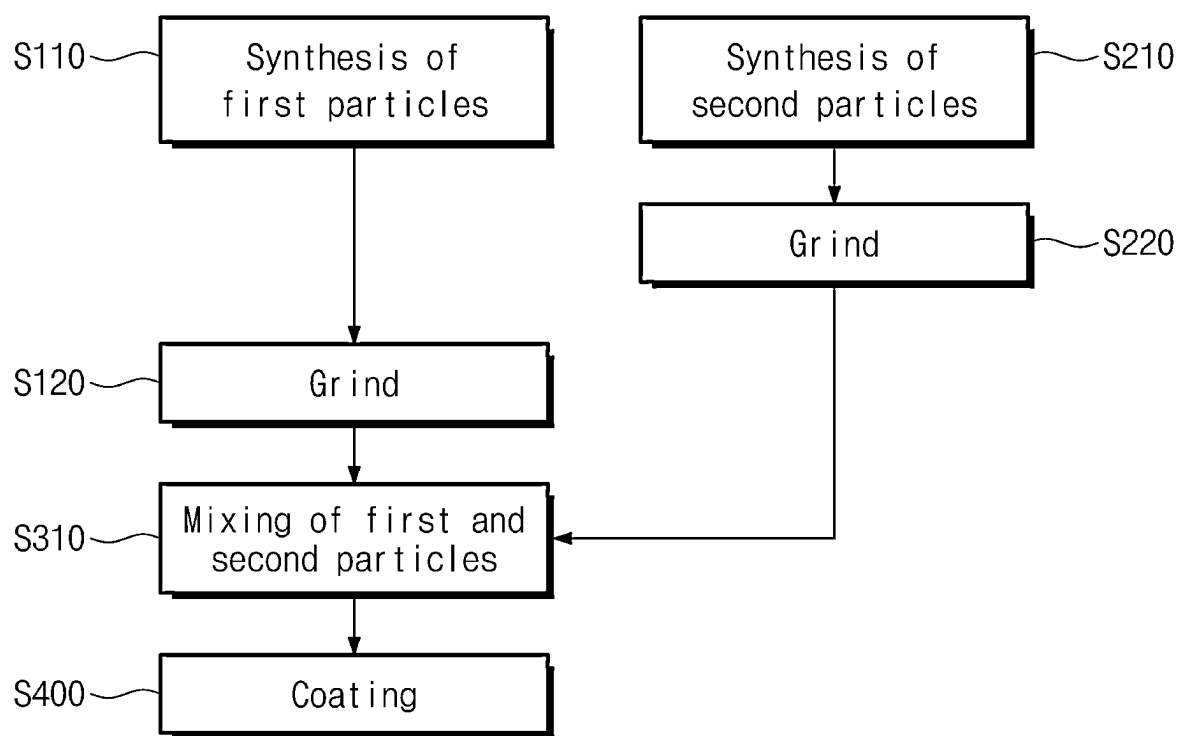 S110
Synthesis of
first particles
Synthesis of
second particles
S210
Grind
S220
S120
Grind
S310
Mixing of first and
second particles
S400
Coating